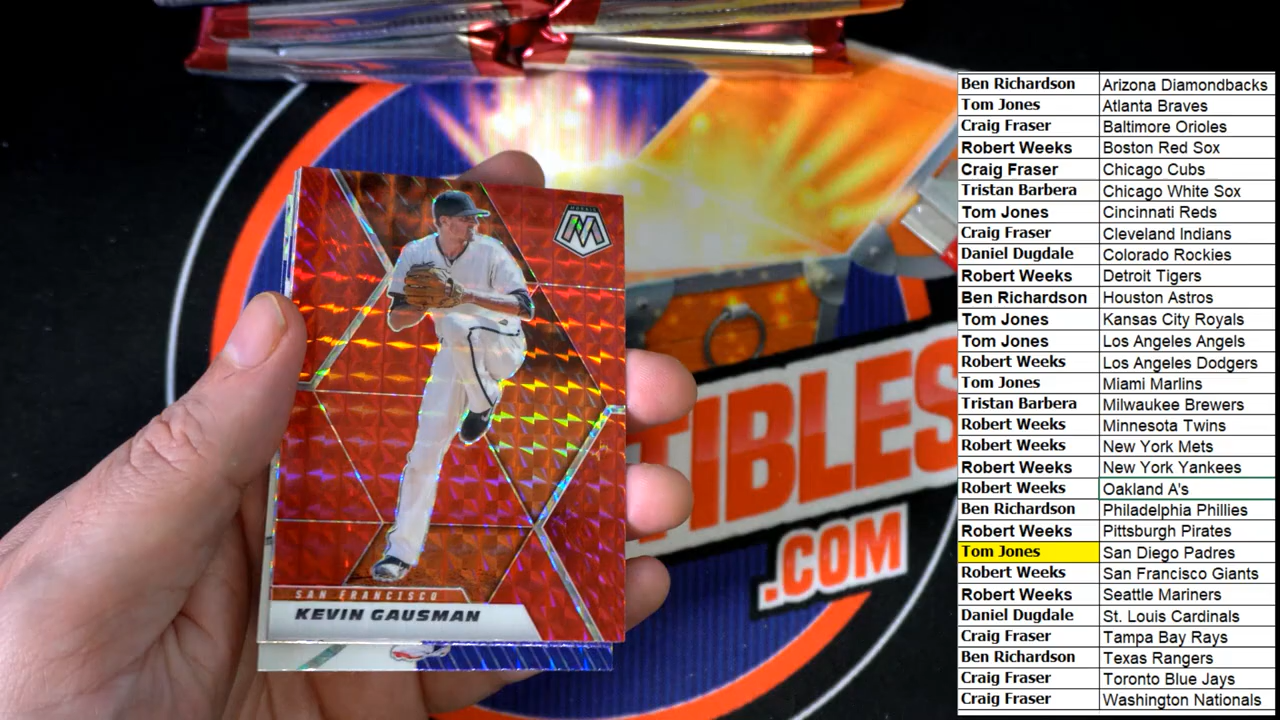 MOSAIC
M
SAN FRANCISCO
KEVIN GAUSMAN
TIBLES
.COM
Ben Richardson Arizona Diamondbacks
Tom Jones Atlanta Braves
Craig Fraser Baltimore Orioles
Robert Weeks Boston Red Sox
Craig Fraser Chicago Cubs
Tristan Barbera Chicago White Sox
Tom Jones Cincinnati Reds
Craig Fraser Cleveland Indians
Daniel Dugdale Colorado Rockies
Robert Weeks Detroit Tigers
Ben Richardson Houston Astros
Tom Jones Kansas City Royals
Tom Jones Los Angeles Angels
Robert Weeks Los Angeles Dodgers
Tom Jones Miami Marlins
Tristan Barbera Milwaukee Brewers
Robert Weeks Minnesota Twins
Robert Weeks New York Mets
Robert Weeks New York Yankees
Robert Weeks Oakland A's
Ben Richardson Philadelphia Phillies
Robert Weeks Pittsburgh Pirates
Tom Jones San Diego Padres
Robert Weeks San Francisco Giants
Robert Weeks Seattle Mariners
Daniel Dugdale St. Louis Cardinals
Craig Fraser Tampa Bay Rays
Ben Richardson Texas Rangers
Craig Fraser Toronto Blue Jays
Craig Fraser Washington Nationals